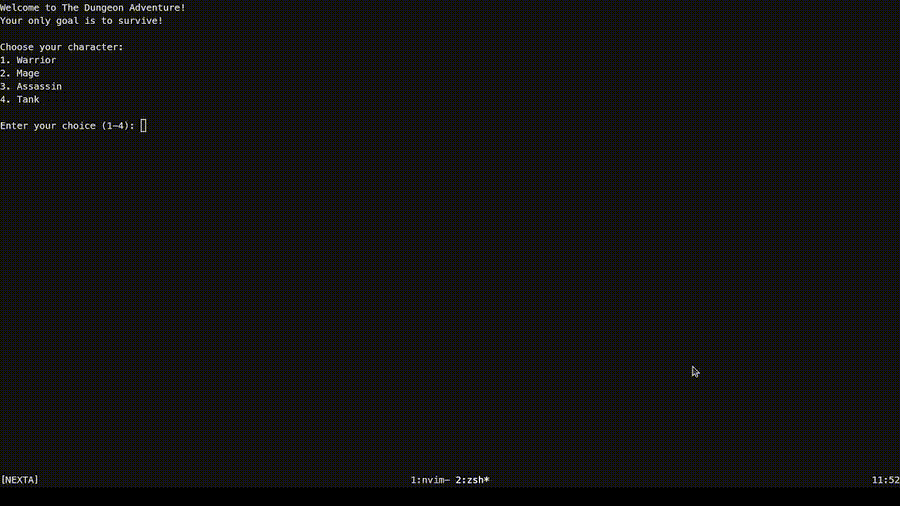 Welcome to The Dungeon Adventure!
Your only goal is to survive!
Choose your character:
1. Warrior
2. Mage
3. Assassin
4. Tank
Enter your choice (1-4):
[NEXTA] 1:nvim- 2:zsh* 11:52